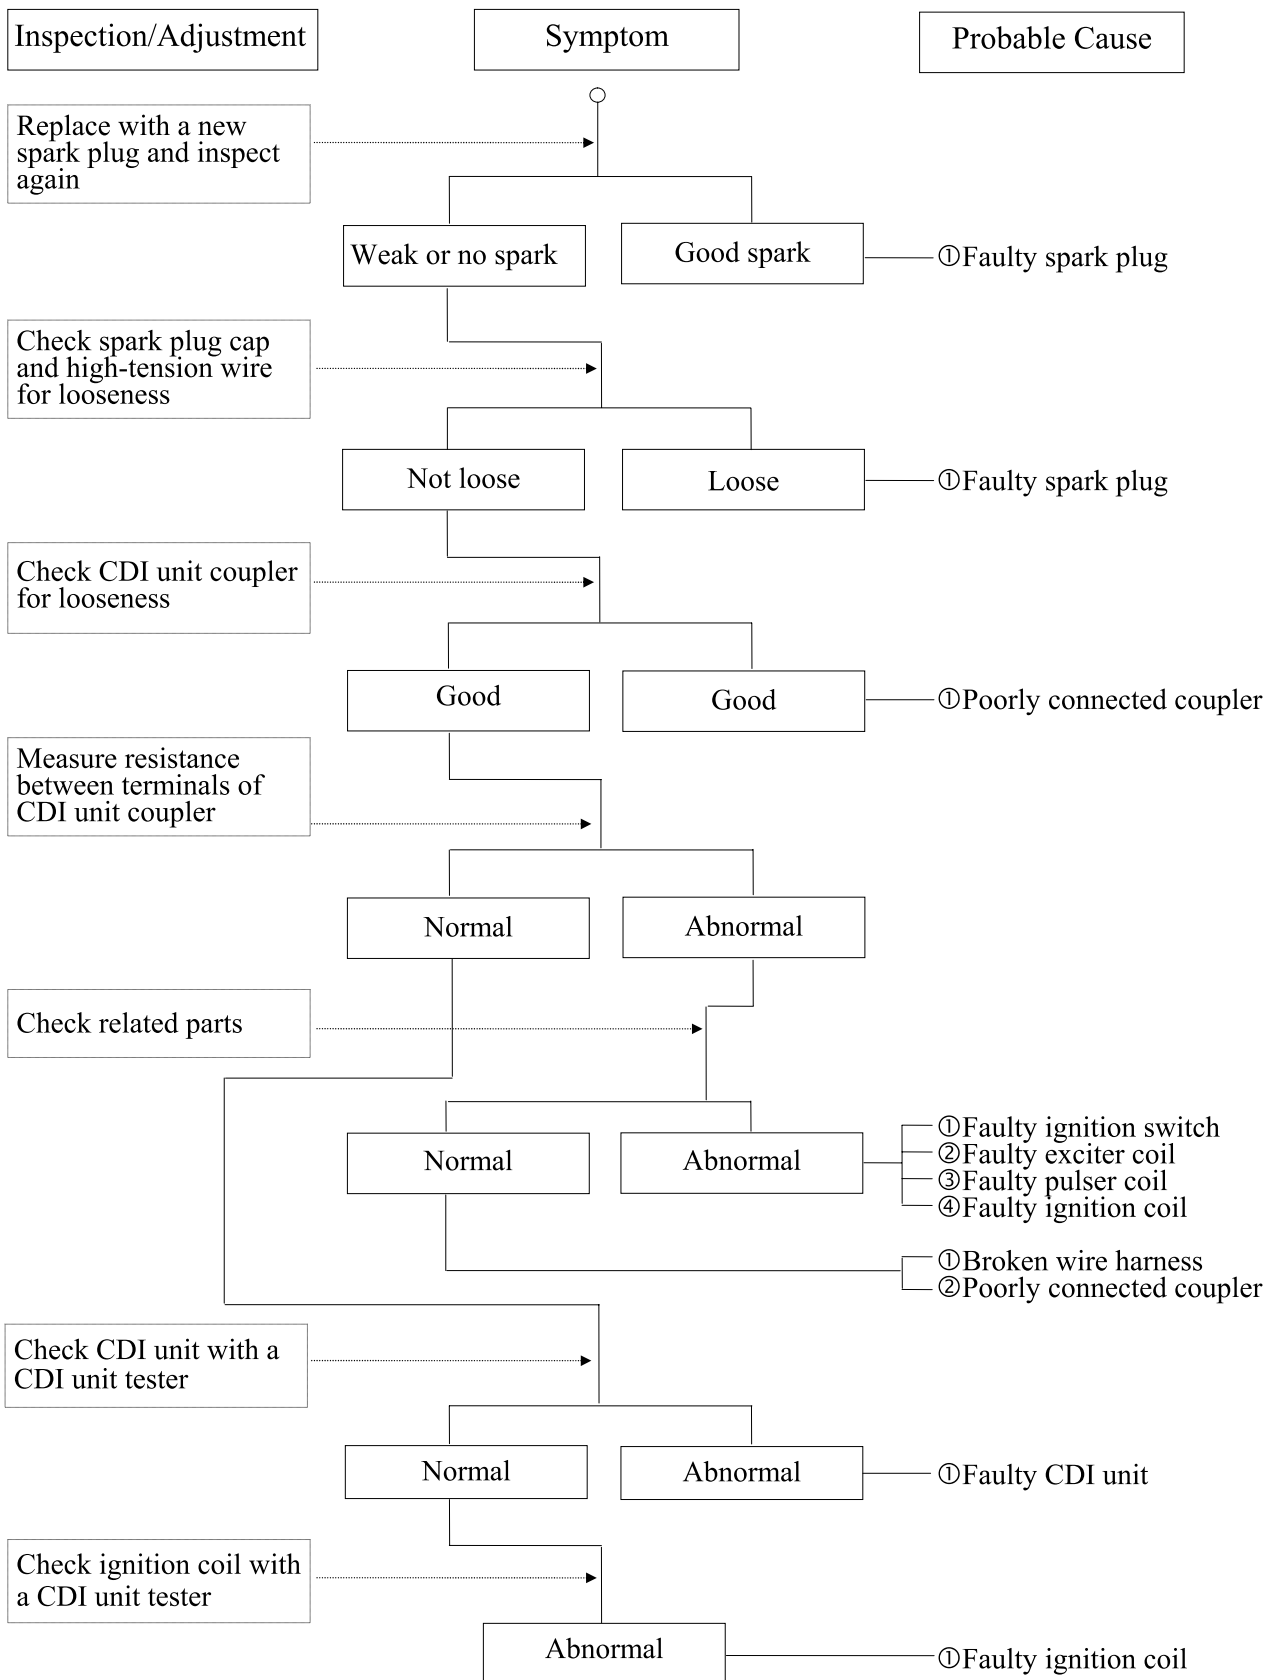 Inspection/Adjustment
Symptom
Probable Cause
Replace with a new
spark plug and inspect
again
Weak or no spark
Good spark
①Faulty spark plug
Check spark plug cap
and high-tension wire
for looseness
Not loose
Loose
①Faulty spark plug
Check CDI unit coupler
for looseness
Good
Good
①Poorly connected coupler
Measure resistance
between terminals of
CDI unit coupler
Normal
Abnormal
Check related parts
Normal
Abnormal
①Faulty ignition switch
②Faulty exciter coil
③Faulty pulser coil
④Faulty ignition coil
①Broken wire harness
②Poorly connected coupler
Check CDI unit with a
CDI unit tester
Normal
Abnormal
①Faulty CDI unit
Check ignition coil with
a CDI unit tester
Abnormal
①Faulty ignition coil